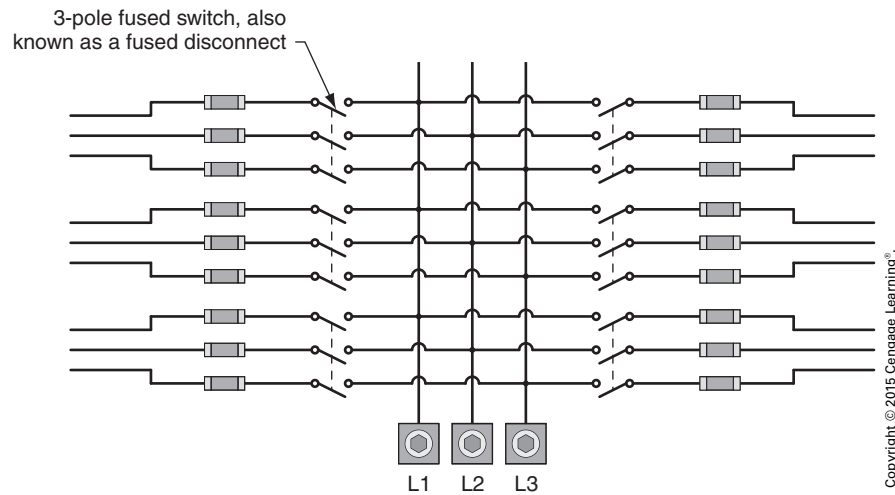 3-pole fused switch, also
known as a fused disconnect
L1 L2 L3
Copyright © 2015 Cengage Learning®.